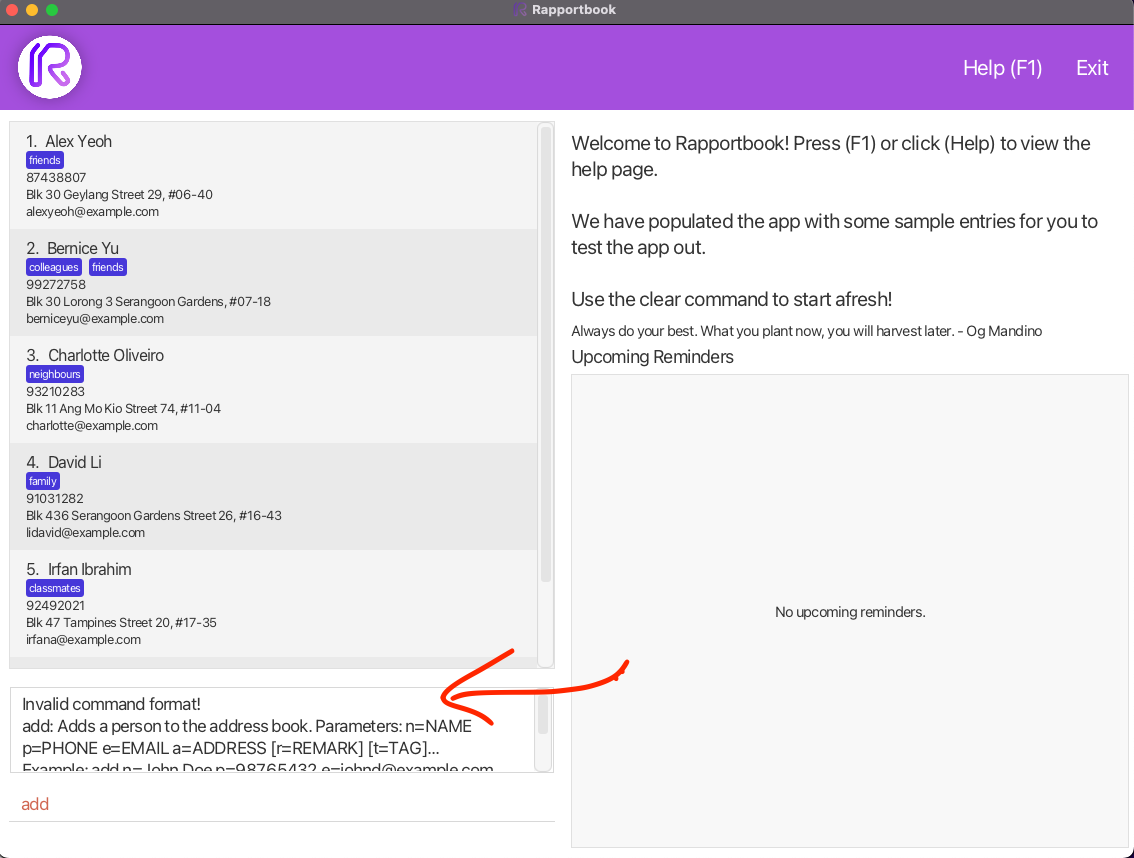 Rapportbook
Help (F1) Exit
1. Alex Yeoh
friends
87438807
Blk 30 Geylang Street 29, #06-40
alexyeoh@example.com
2. Bernice Yu
colleagues friends
99272758
Blk 30 Lorong 3 Serangoon Gardens, #07-18
berniceyu@example.com
3. Charlotte Oliveiro
neighbours
93210283
Blk 11 Ang Mo Kio Street 74, #11-04
charlotte@example.com
4. David Li
family
91031282
Blk 436 Serangoon Gardens Street 26, #16-43
lidavid@example.com
5. Irfan Ibrahim
classmates
92492021
Blk 47 Tampines Street 20, #17-35
irfana@example.com
Invalid command format!
add: Adds a person to the address book. Parameters: n=NAME
p=PHONE e=EMAIL a=ADDRESS [r=REMARK] [t=TAG]...
Example: add n=John Doe p=98765432 e=johnd@example.com
add
Welcome to Rapportbook! Press (F1) or click (Help) to view the
help page.
We have populated the app with some sample entries for you to
test the app out.
Use the clear command to start afresh!
Always do your best. What you plant now, you will harvest later. - Og Mandino
Upcoming Reminders
No upcoming reminders.